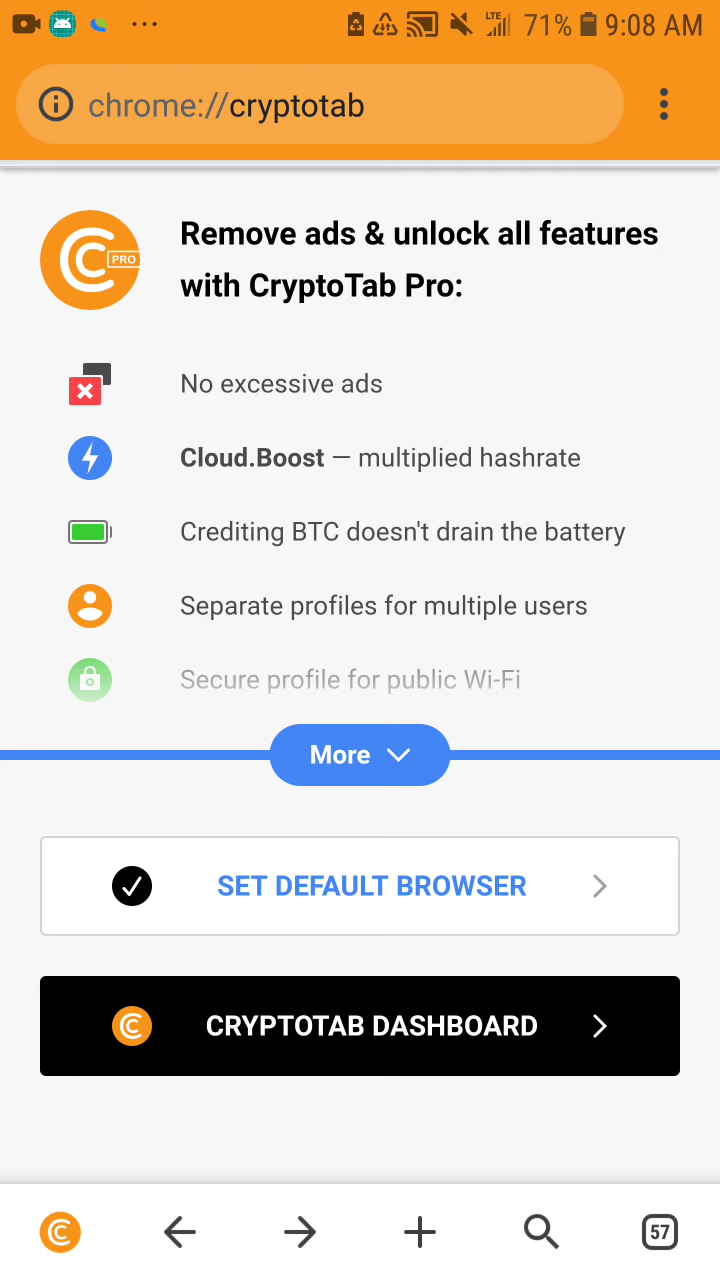 LTE 71% 9:08 AM
chrome://cryptotab
PRO
Remove ads & unlock all features
with CryptoTab Pro:
No excessive ads
Cloud.Boost — multiplied hashrate
Crediting BTC doesn't drain the battery
Separate profiles for multiple users
Secure profile for public Wi-Fi
More
SET DEFAULT BROWSER
CRYPTOTAB DASHBOARD
57